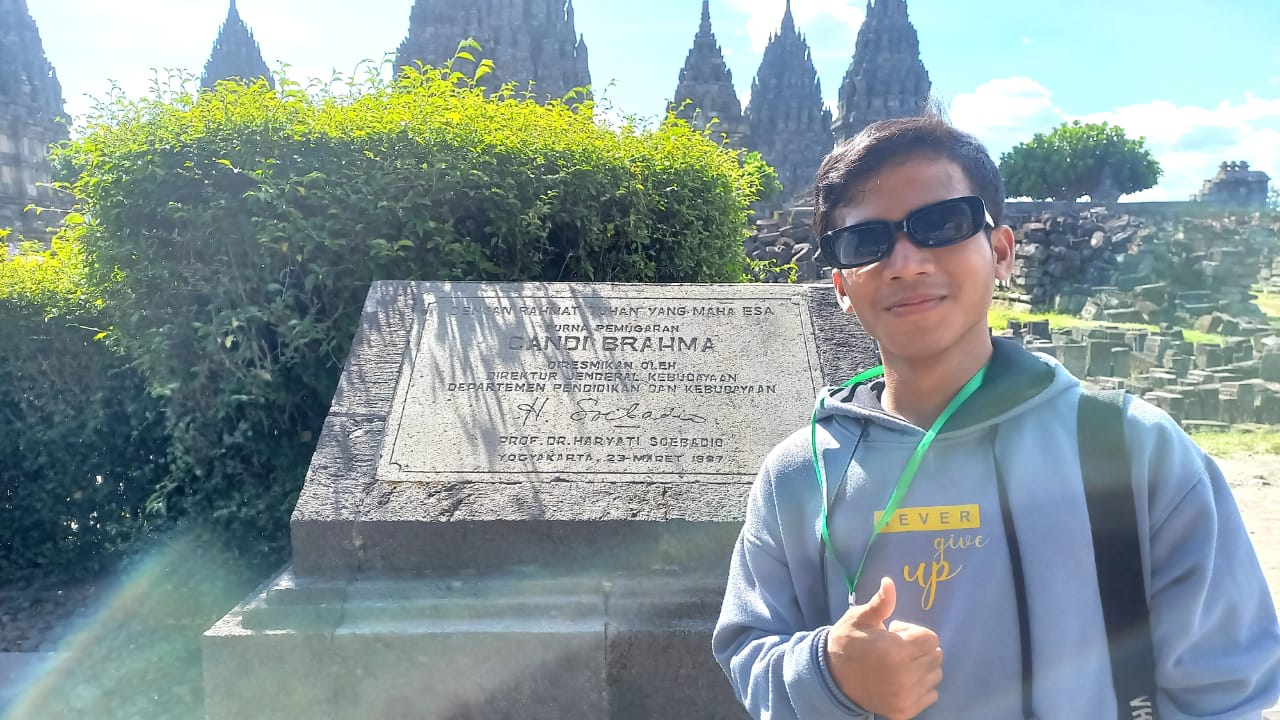 DENGAN RAHMAT TUHAN YANG MAHA ESA
PURNA PEMUGARAN
CANDI BRAHMA
DIRESMIKAN OLEH
DIREKTUR JENDERAL KEBUDAYAAN
DEPARTEMEN PENDIDIKAN DAN KEBUDAYAAN
H. Soebadio
PROF. DR. HARYATI SOEBADIO
YOGYAKARTA, 23 MARET 1987
NEVER
give
up